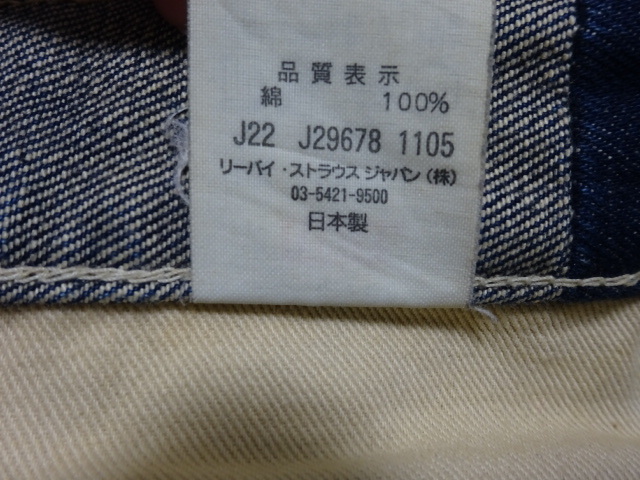 品質表示
綿 100%
J22 J29678 1105
リーバイ・ストラウス ジャパン(株)
03-5421-9500
日本製